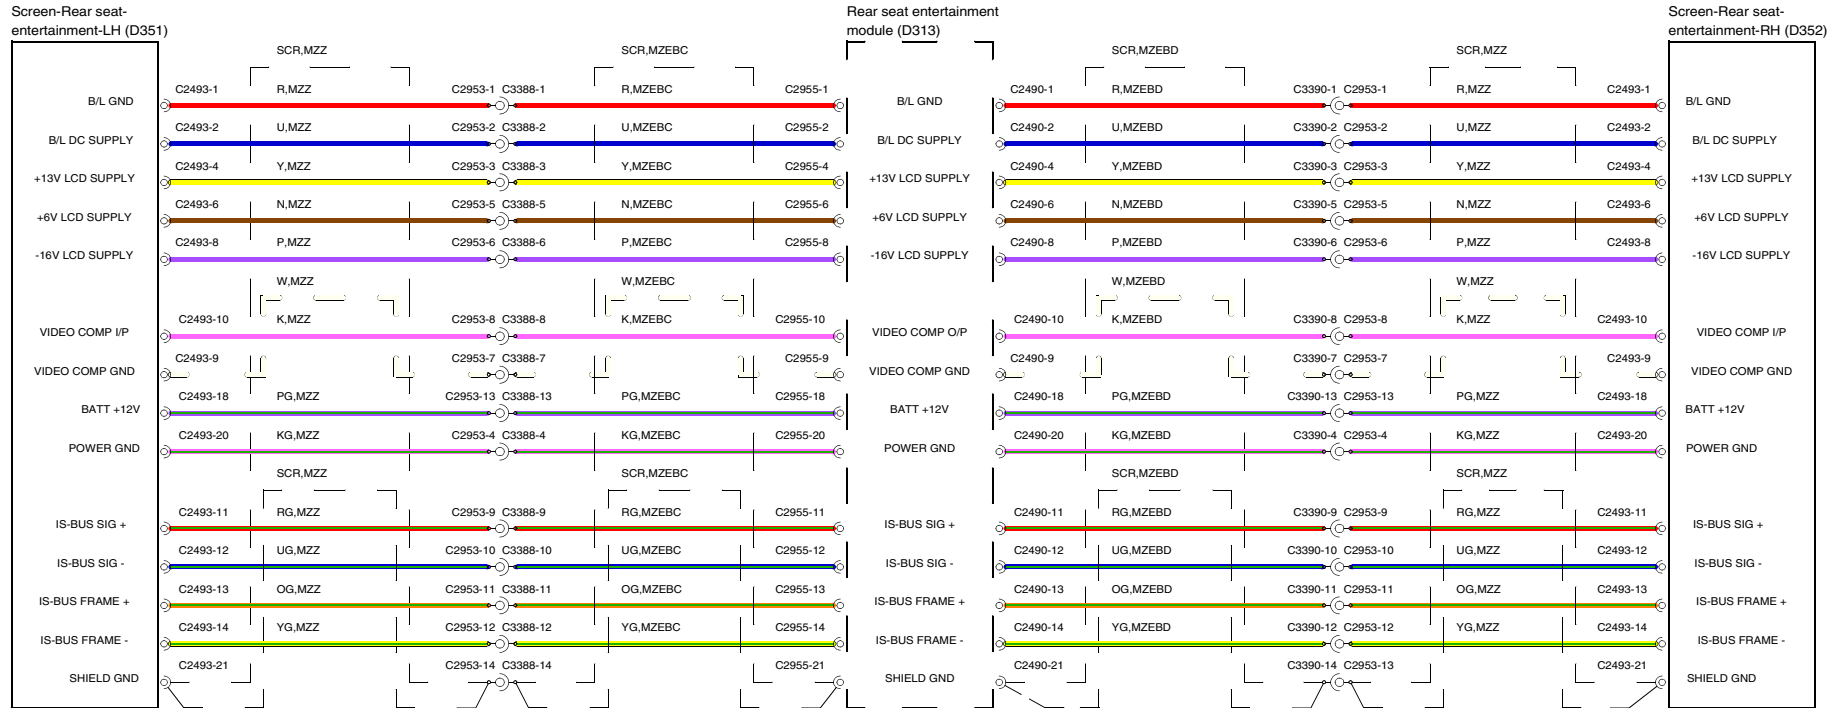 Screen-Rear seat-
entertainment-LH (D351)
Rear seat entertainment
module (D313)
Screen-Rear seat-
entertainment-RH (D352)
SCR,MZZ SCR,MZEBC SCR,MZEBD SCR,MZZ
B/L GND C2493-1 R,MZZ C2953-1 C3388-1 R,MZEBC C2955-1 B/L GND C2490-1 R,MZEBD C3390-1 C2953-1 R,MZZ C2493-1 B/L GND
B/L DC SUPPLY C2493-2 U,MZZ C2953-2 C3388-2 U,MZEBC C2955-2 B/L DC SUPPLY C2490-2 U,MZEBD C3390-2 C2953-2 U,MZZ C2493-2 B/L DC SUPPLY
+13V LCD SUPPLY C2493-4 Y,MZZ C2953-3 C3388-3 Y,MZEBC C2955-4 +13V LCD SUPPLY C2490-4 Y,MZEBD C3390-3 C2953-3 Y,MZZ C2493-4 +13V LCD SUPPLY
+6V LCD SUPPLY C2493-6 N,MZZ C2953-5 C3388-5 N,MZEBC C2955-6 +6V LCD SUPPLY C2490-6 N,MZEBD C3390-5 C2953-5 N,MZZ C2493-6 +6V LCD SUPPLY
-16V LCD SUPPLY C2493-8 P,MZZ C2953-6 C3388-6 P,MZEBC C2955-8 -16V LCD SUPPLY C2490-8 P,MZEBD C3390-6 C2953-6 P,MZZ C2493-8 -16V LCD SUPPLY
W,MZZ W,MZEBC W,MZEBD W,MZZ
VIDEO COMP I/P C2493-10 K,MZZ C2953-8 C3388-8 K,MZEBC C2955-10 VIDEO COMP O/P C2490-10 K,MZEBD C3390-8 C2953-8 K,MZZ C2493-10 VIDEO COMP I/P
VIDEO COMP GND C2493-9 C2953-7 C3388-7 C2955-9 VIDEO COMP GND C2490-9 C3390-7 C2953-7 C2493-9 VIDEO COMP GND
BATT +12V C2493-18 PG,MZZ C2953-13 C3388-13 PG,MZEBC C2955-18 BATT +12V C2490-18 PG,MZEBD C3390-13 C2953-13 PG,MZZ C2493-18 BATT +12V
POWER GND C2493-20 KG,MZZ C2953-4 C3388-4 KG,MZEBC C2955-20 POWER GND C2490-20 KG,MZEBD C3390-4 C2953-4 KG,MZZ C2493-20 POWER GND
SCR,MZZ SCR,MZEBC SCR,MZEBD SCR,MZZ
IS-BUS SIG + C2493-11 RG,MZZ C2953-9 C3388-9 RG,MZEBC C2955-11 IS-BUS SIG + C2490-11 RG,MZEBD C3390-9 C2953-9 RG,MZZ C2493-11 IS-BUS SIG +
IS-BUS SIG - C2493-12 UG,MZZ C2953-10 C3388-10 UG,MZEBC C2955-12 IS-BUS SIG - C2490-12 UG,MZEBD C3390-10 C2953-10 UG,MZZ C2493-12 IS-BUS SIG -
IS-BUS FRAME + C2493-13 OG,MZZ C2953-11 C3388-11 OG,MZEBC C2955-13 IS-BUS FRAME + C2490-13 OG,MZEBD C3390-11 C2953-11 OG,MZZ C2493-13 IS-BUS FRAME +
IS-BUS FRAME - C2493-14 YG,MZZ C2953-12 C3388-12 YG,MZEBC C2955-14 IS-BUS FRAME - C2490-14 YG,MZEBD C3390-12 C2953-12 YG,MZZ C2493-14 IS-BUS FRAME -
SHIELD GND C2493-21 C2953-14 C3388-14 C2955-21 SHIELD GND C2490-21 C3390-14 C2953-13 C2493-21 SHIELD GND